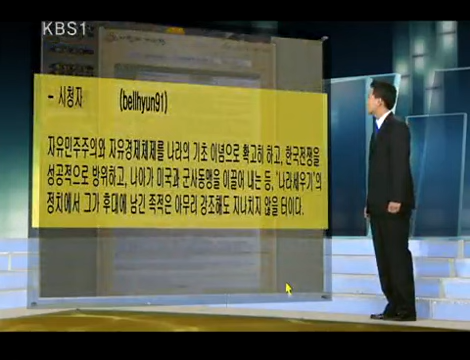 KBS1
- 시청자 (bellhyun91)
자유민주주의와 자유경제체제를 나라의 기초 이념으로 확고히 하고, 한국전쟁을
성공적으로 방위하고, 나아가 미국과 군사동맹을 이끌어 내는 등, '나라세우기'의
정치에서 그가 후대에 남긴 족적은 아무리 강조해도 지나치지 않을 터이다.